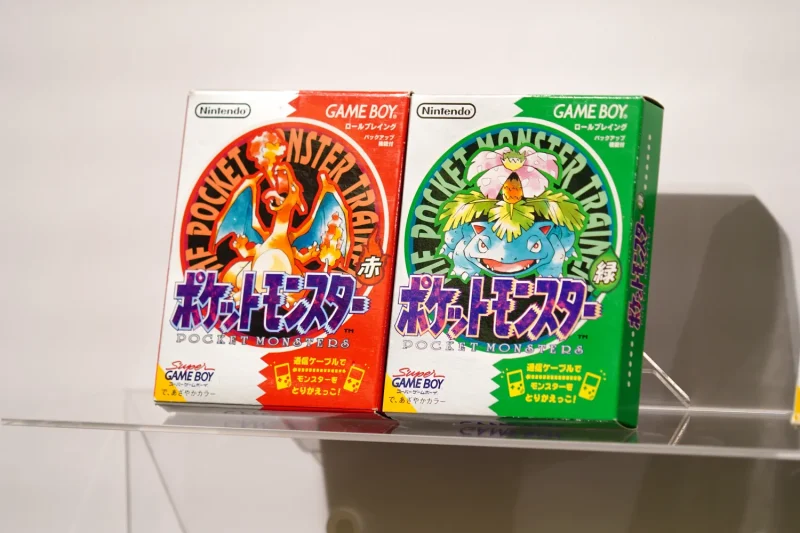 Nintendo
GAME BOY
ロールプレイング
バックアップ
機能付
THE POCKET MONSTER TRAINER
赤
ポケットモンスター
TM
POCKET MONSTERS
Super
GAME BOY
スーパーゲームボーイ
で、あざやかカラー
通信ケーブルで
モンスターを
とりかえっこ!
Nintendo
GAME BOY
ロールプレイング
バックアップ
機能付
THE POCKET MONSTER TRAINER
緑
ポケットモンスター
TM
POCKET MONSTERS
Super
GAME BOY
スーパーゲームボーイ
で、あざやかカラー
通信ケーブルで
モンスターを
とりかえっこ!
ポケットモンスター
緑